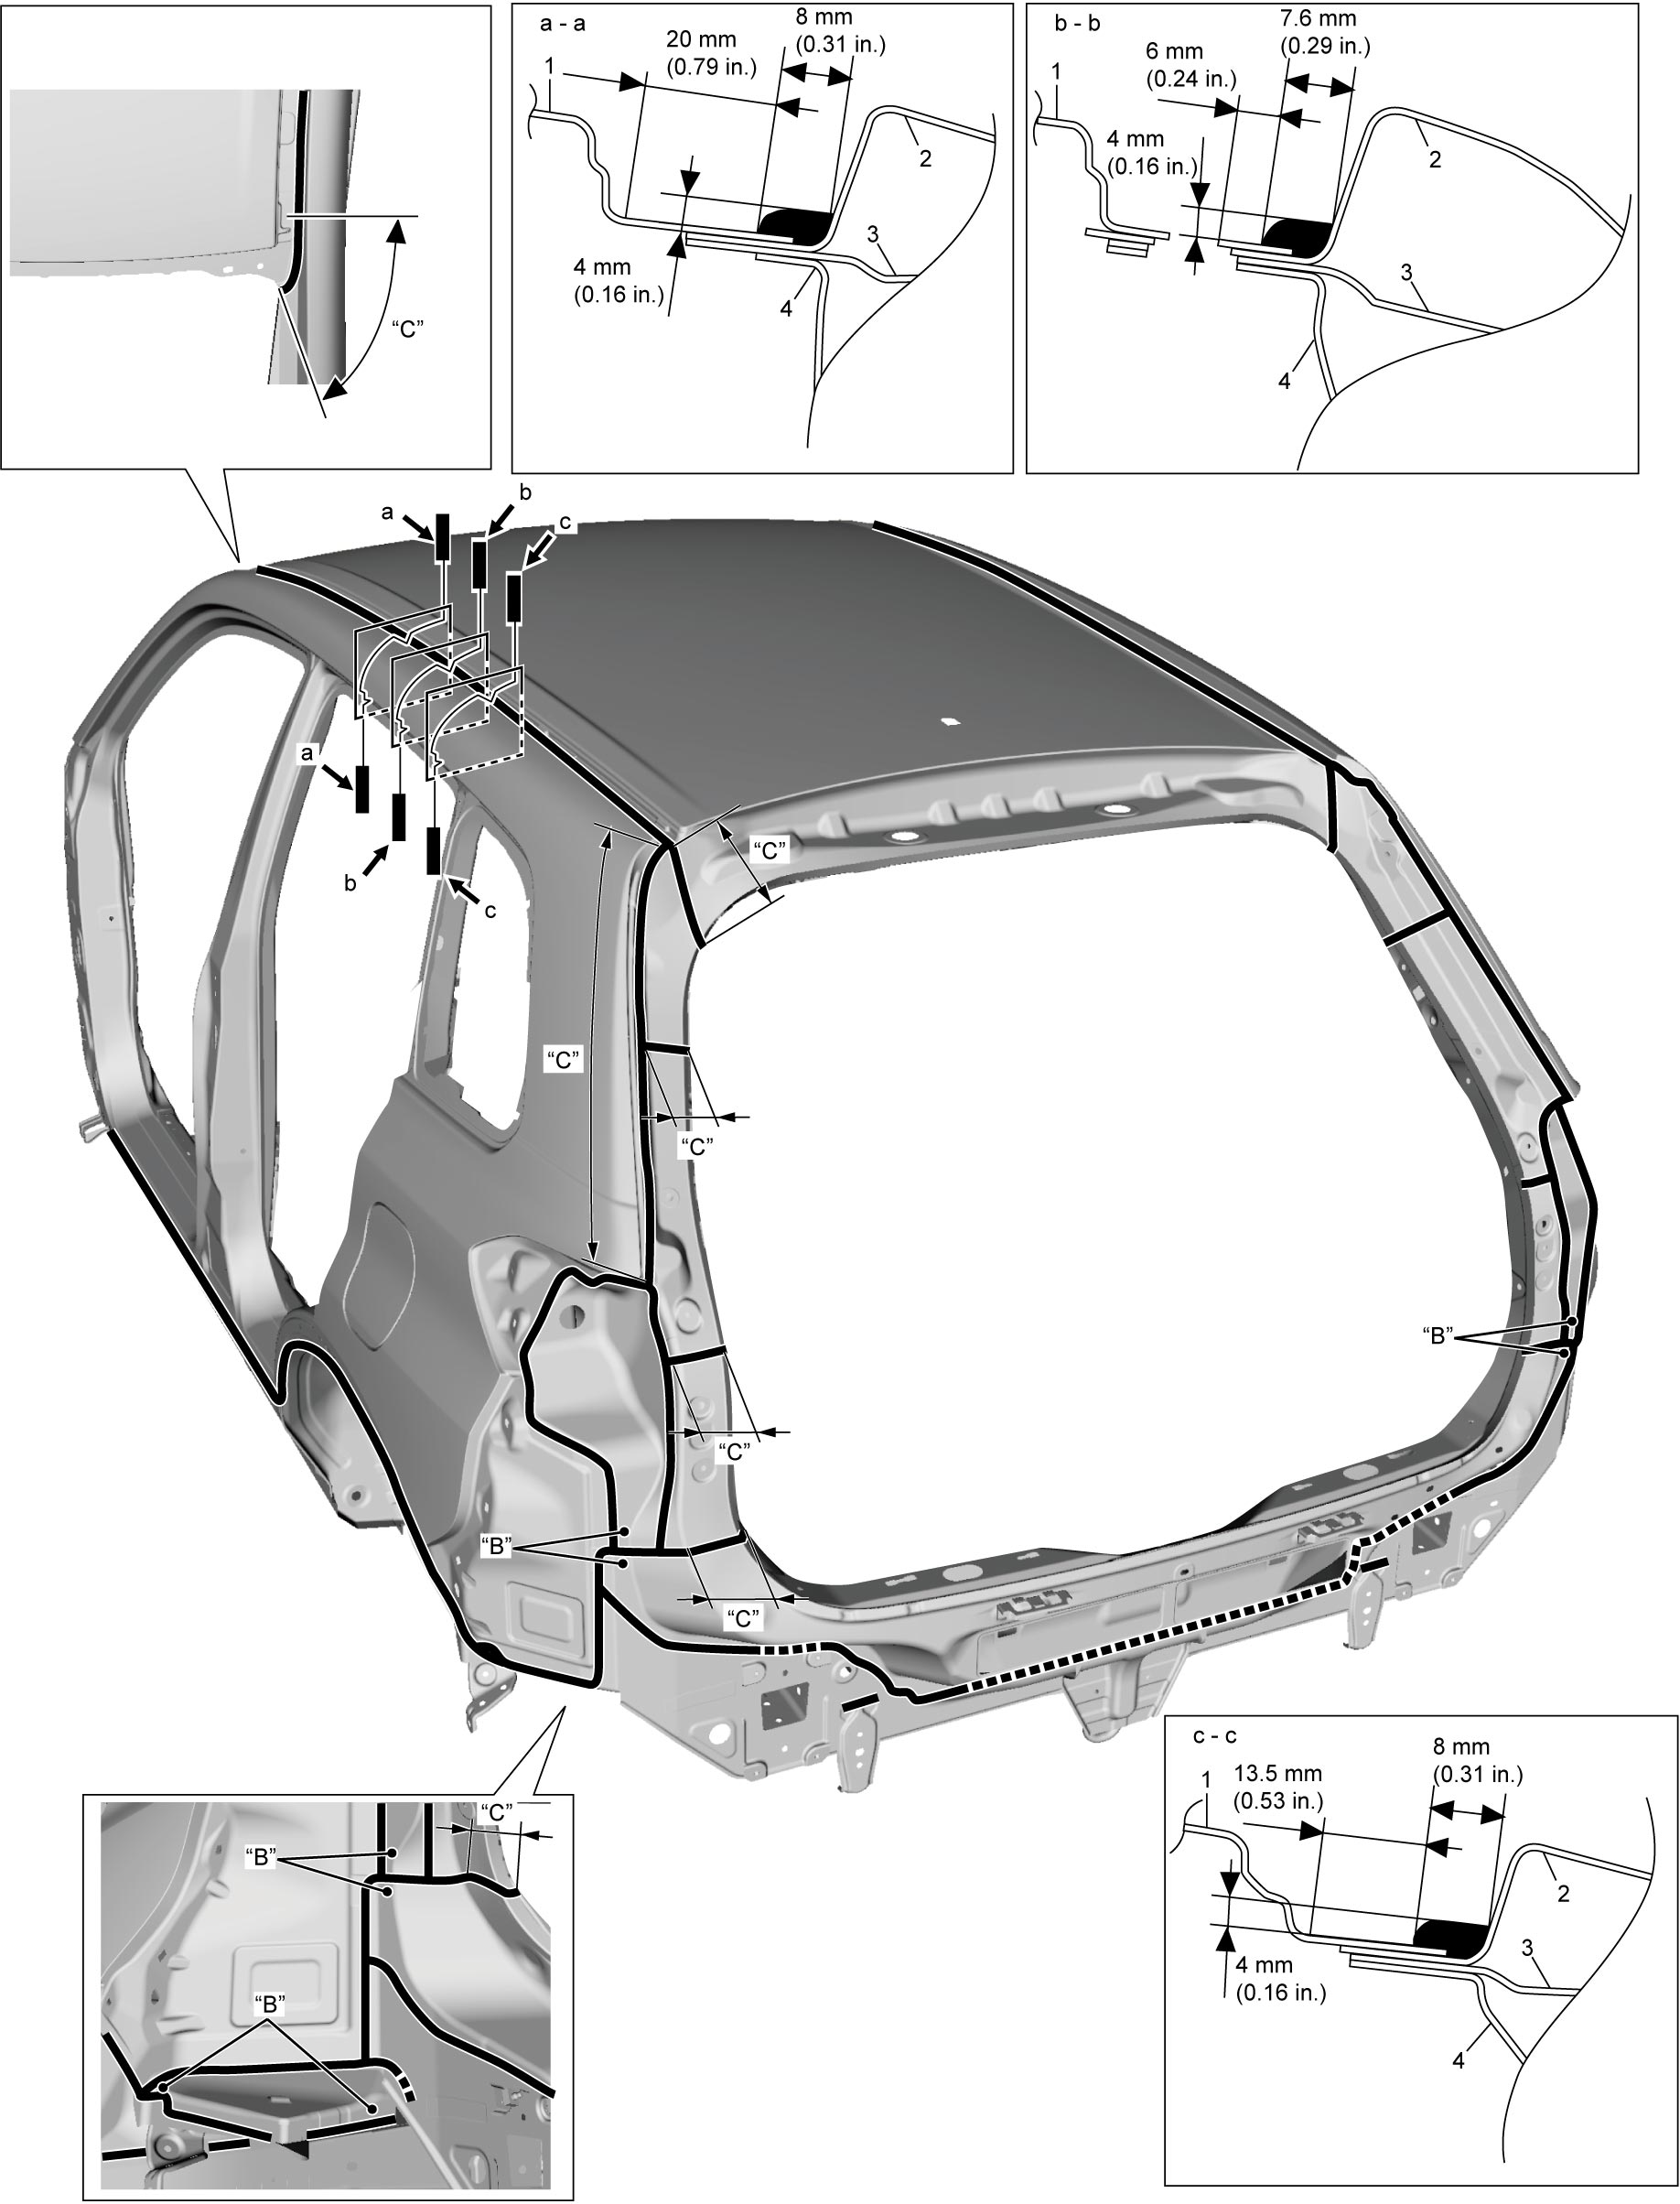 “C”
a - a
20 mm
(0.79 in.)
8 mm
(0.31 in.)
1
2
3
4 mm
(0.16 in.)
4
b - b
7.6 mm
(0.29 in.)
6 mm
(0.24 in.)
1
4 mm
(0.16 in.)
2
3
4
a
b
c
a
b
c
“C”
“C”
“C”
“B”
“C”
“B”
“C”
“C”
“B”
“B”
c - c
8 mm
(0.31 in.)
13.5 mm
(0.53 in.)
1
2
3
4 mm
(0.16 in.)
4